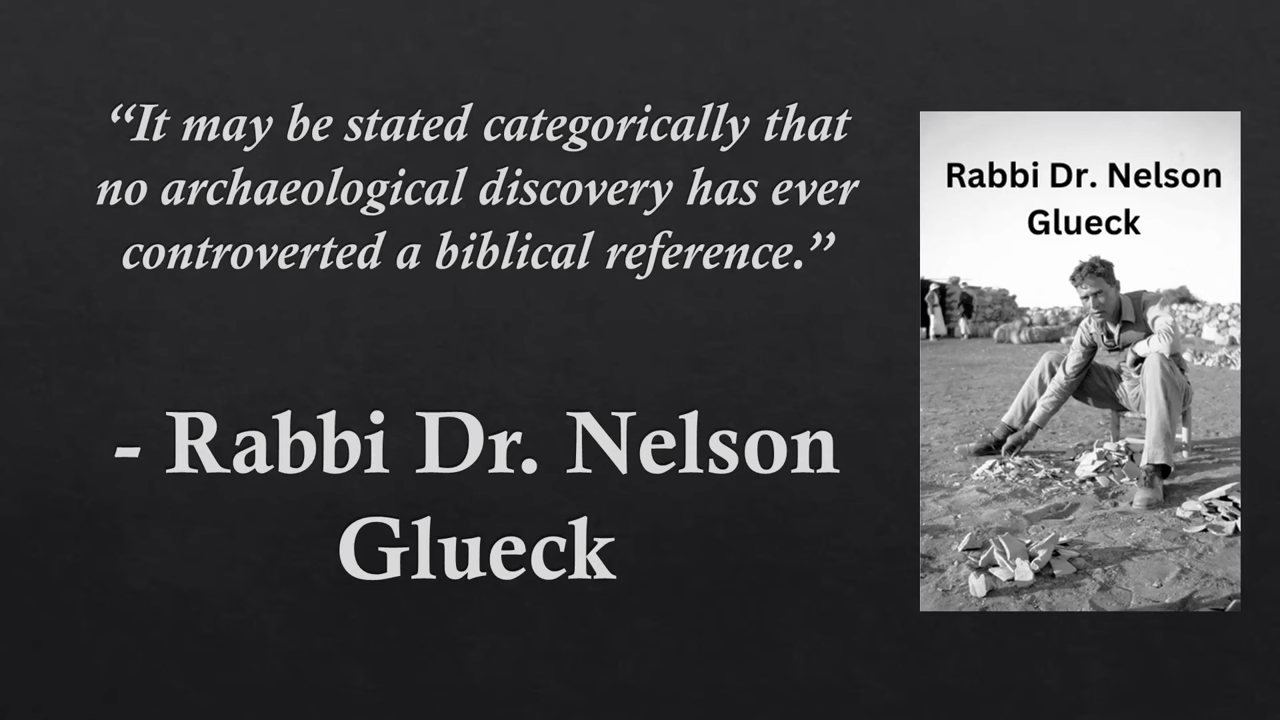 “It may be stated categorically that
no archaeological discovery has ever
controverted a biblical reference.”
- Rabbi Dr. Nelson
Glueck
Rabbi Dr. Nelson
Glueck